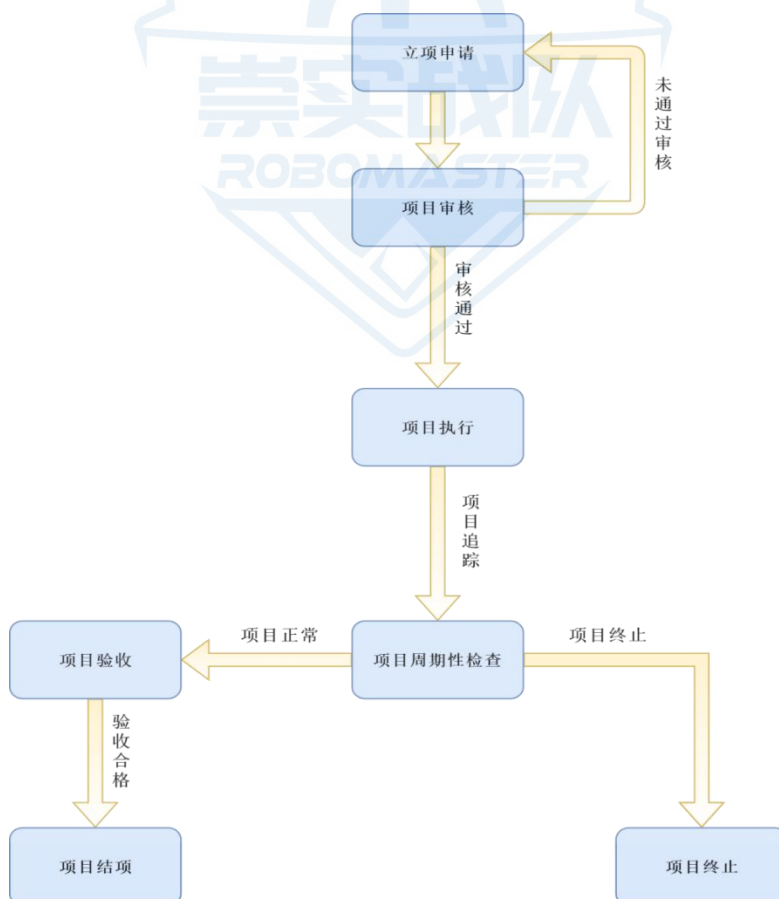 立项申请
未通过审核
崇实战队
ROBOMASTER
项目审核
审核通过
项目执行
项目追踪
项目正常
项目终止
项目验收
项目周期性检查
验收合格
项目结项
项目终止